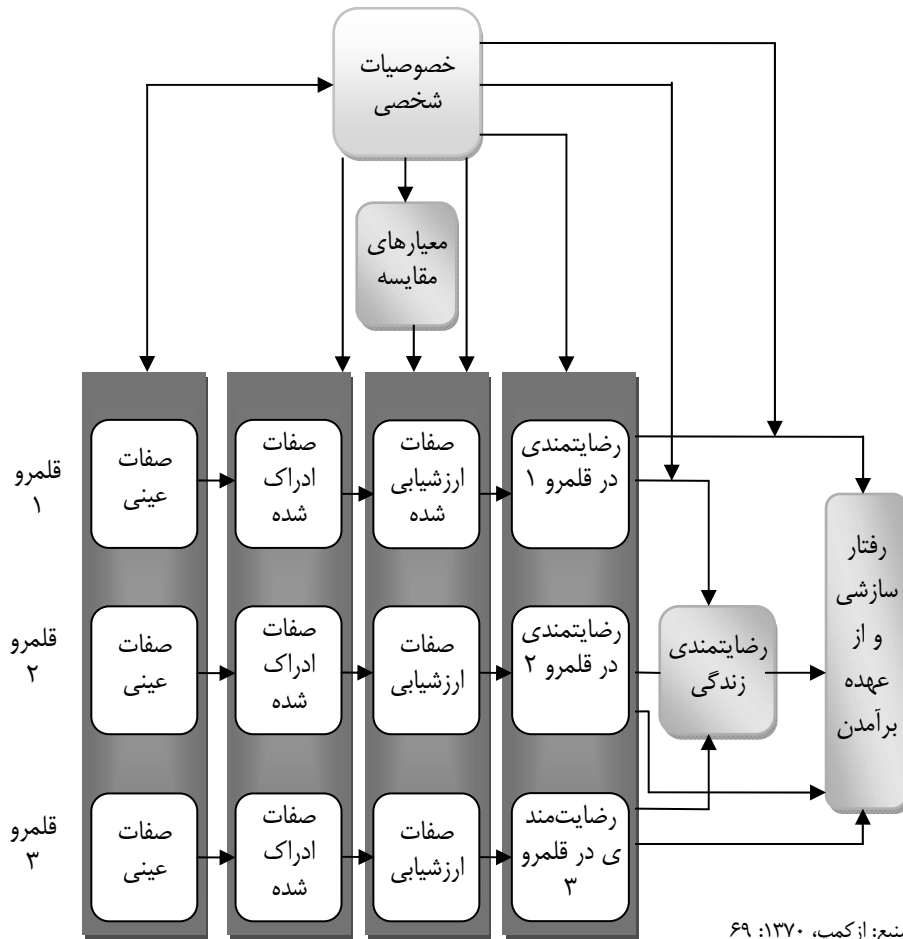 خصوصیات
شخصی
معیارهای
مقایسه
قلمرو
۱
صفات
عینی
صفات
ادراک
شده
صفات
ارزشیابی
شده
رضایتمندی
در قلمرو ۱
قلمرو
۲
صفات
عینی
صفات
ادراک
شده
صفات
ارزشیابی
رضایتمندی
در قلمرو ۲
رضایتمندی
زندگی
رفتار
سازشی
و از
عهده
برآمدن
قلمرو
۳
صفات
عینی
صفات
ادراک
شده
صفات
ارزشیابی
رضایت‌مند
ی در قلمرو
۳
منبع: ازکمب، ۱۳۷۰: ۶۹